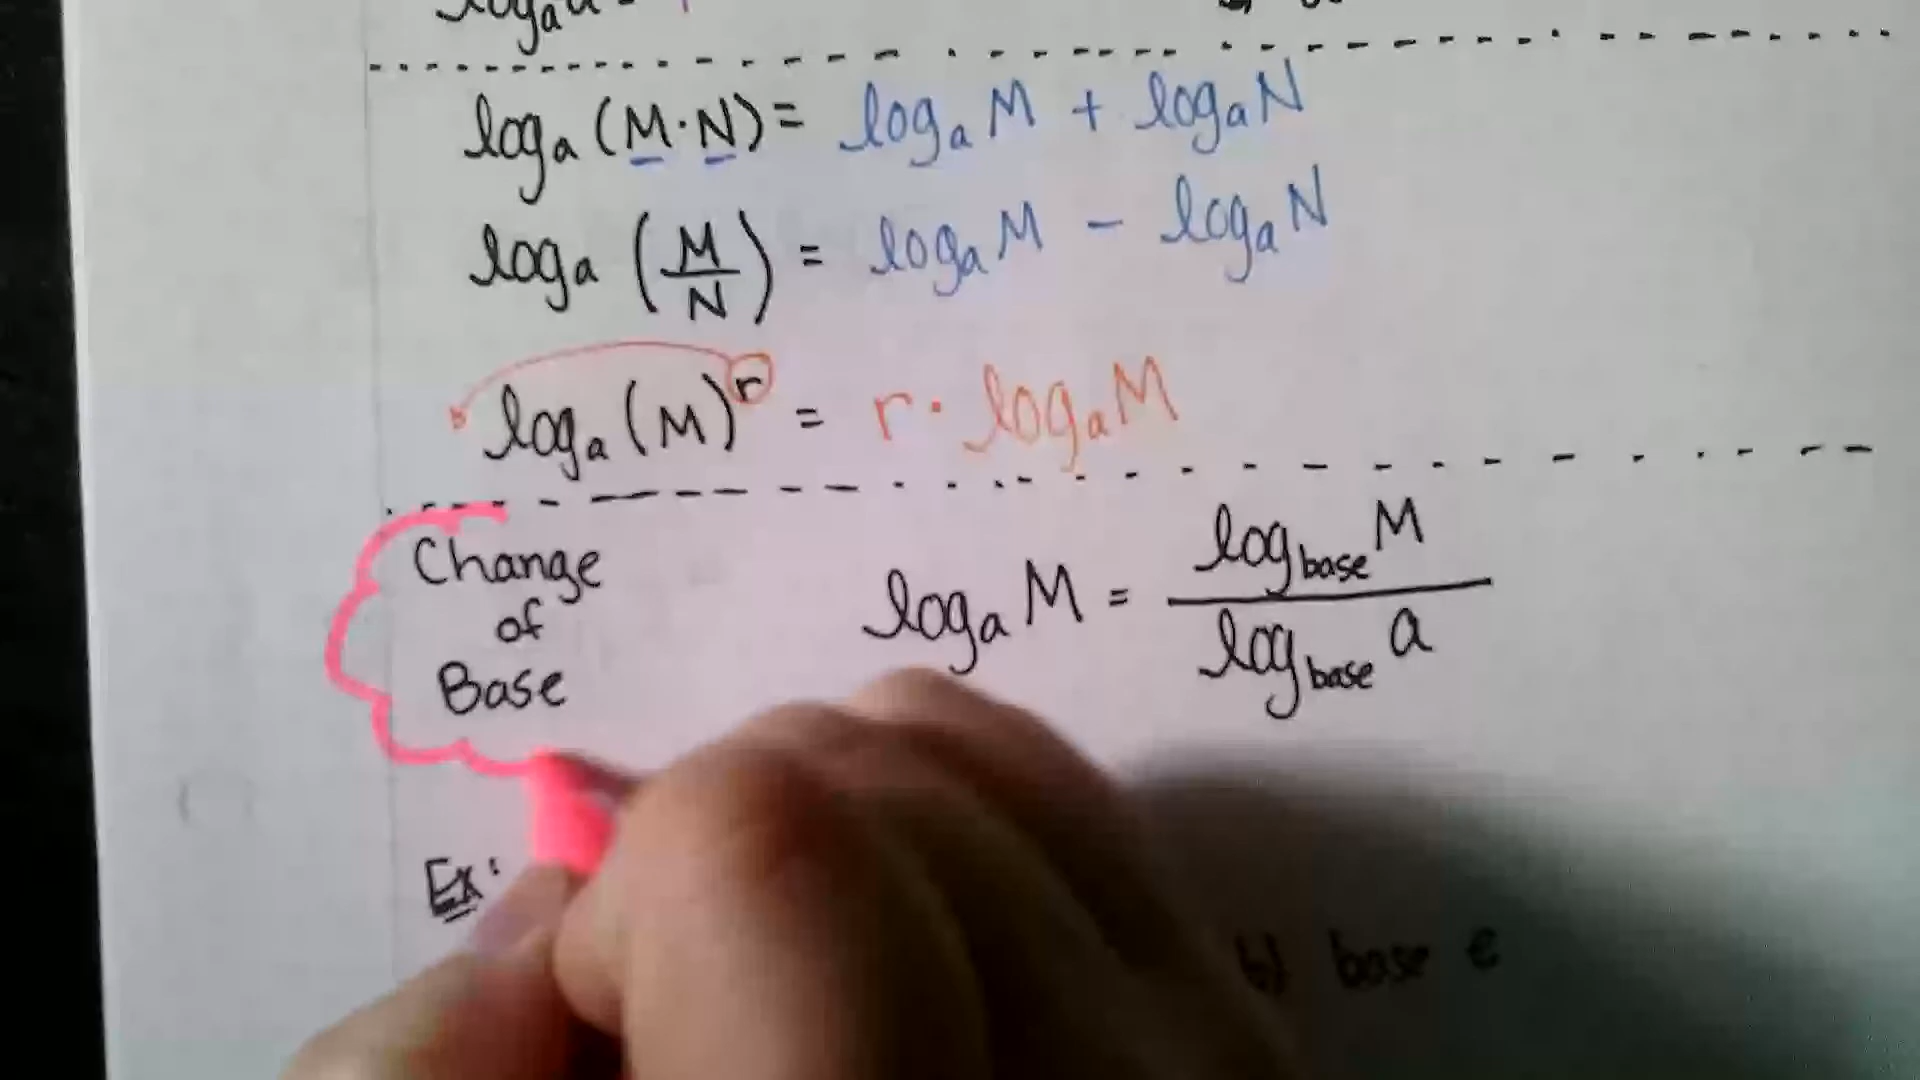 logₐ(M·N) = logₐM + logₐN
logₐ(M/N) = logₐM − logₐN
logₐ(M)^r = r · logₐM
Change
of
Base
logₐM = log_base M / log_base a
Ex:
b) base e